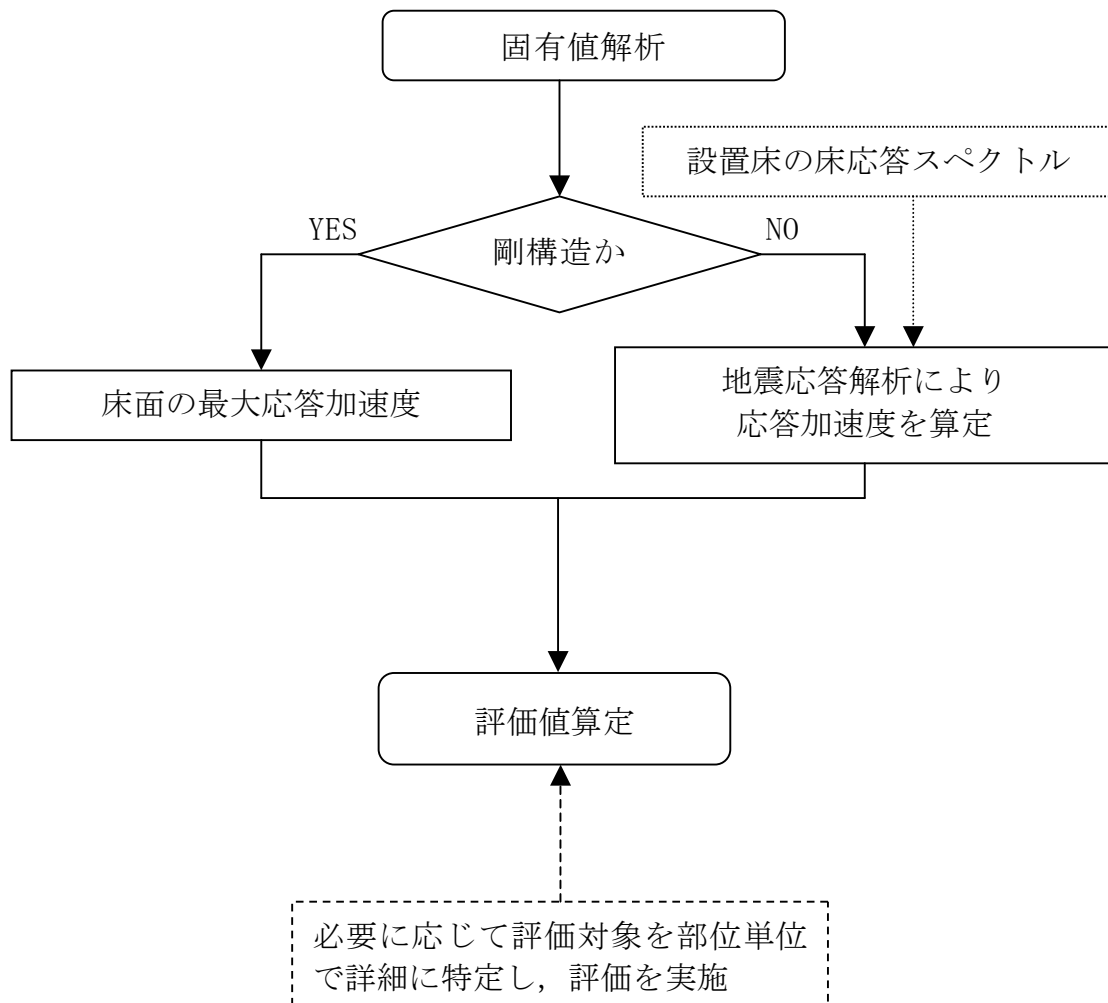 固有値解析
設置床の床応答スペクトル
YES
NO
剛構造か
床面の最大応答加速度
地震応答解析により
応答加速度を算定
評価値算定
必要に応じて評価対象を部位単位
で詳細に特定し，評価を実施